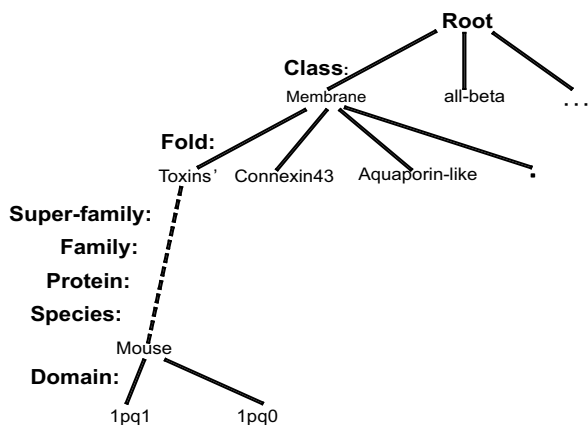 Root
Class:
Membrane
all-beta
...
Fold:
Toxins'
Connexin43
Aquaporin-like
.
Super-family:
Family:
Protein:
Species:
Mouse
Domain:
1pq1
1pq0